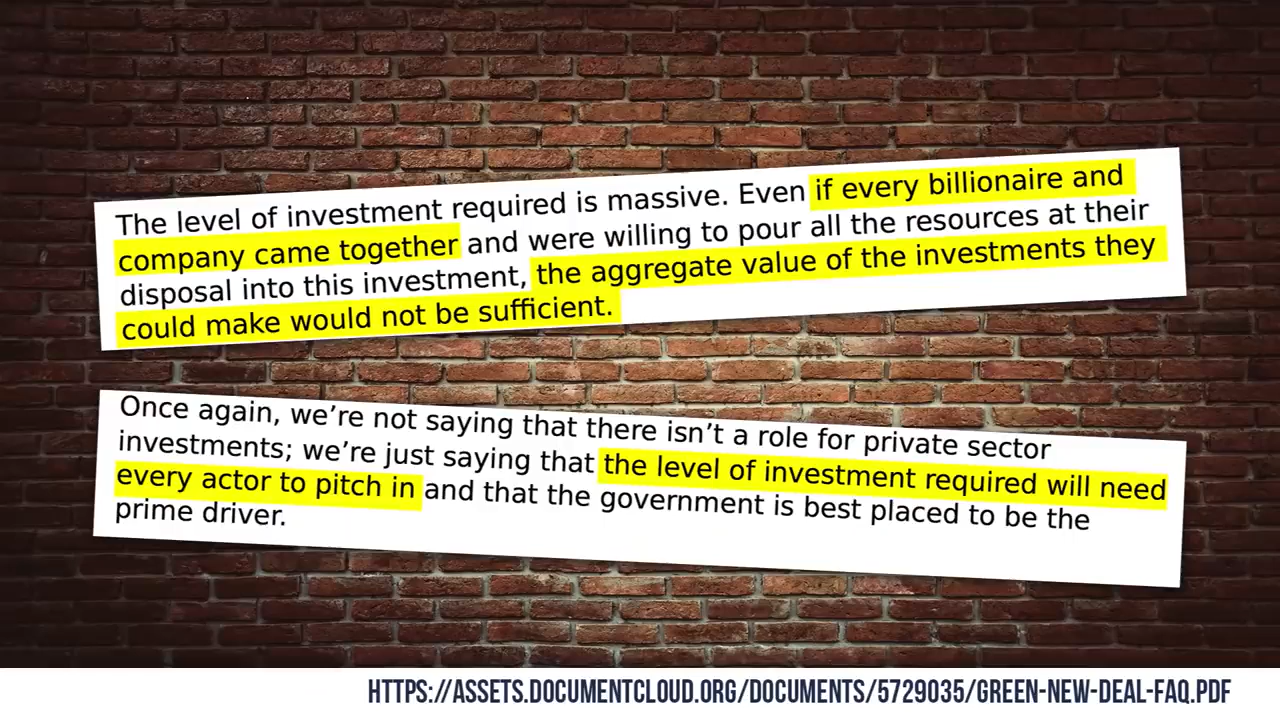 The level of investment required is massive. Even if every billionaire and
company came together and were willing to pour all the resources at their
disposal into this investment, the aggregate value of the investments they
could make would not be sufficient.
Once again, we’re not saying that there isn’t a role for private sector
investments; we’re just saying that the level of investment required will need
every actor to pitch in and that the government is best placed to be the
prime driver.
HTTPS://ASSETS.DOCUMENTCLOUD.ORG/DOCUMENTS/5729035/GREEN-NEW-DEAL-FAQ.PDF